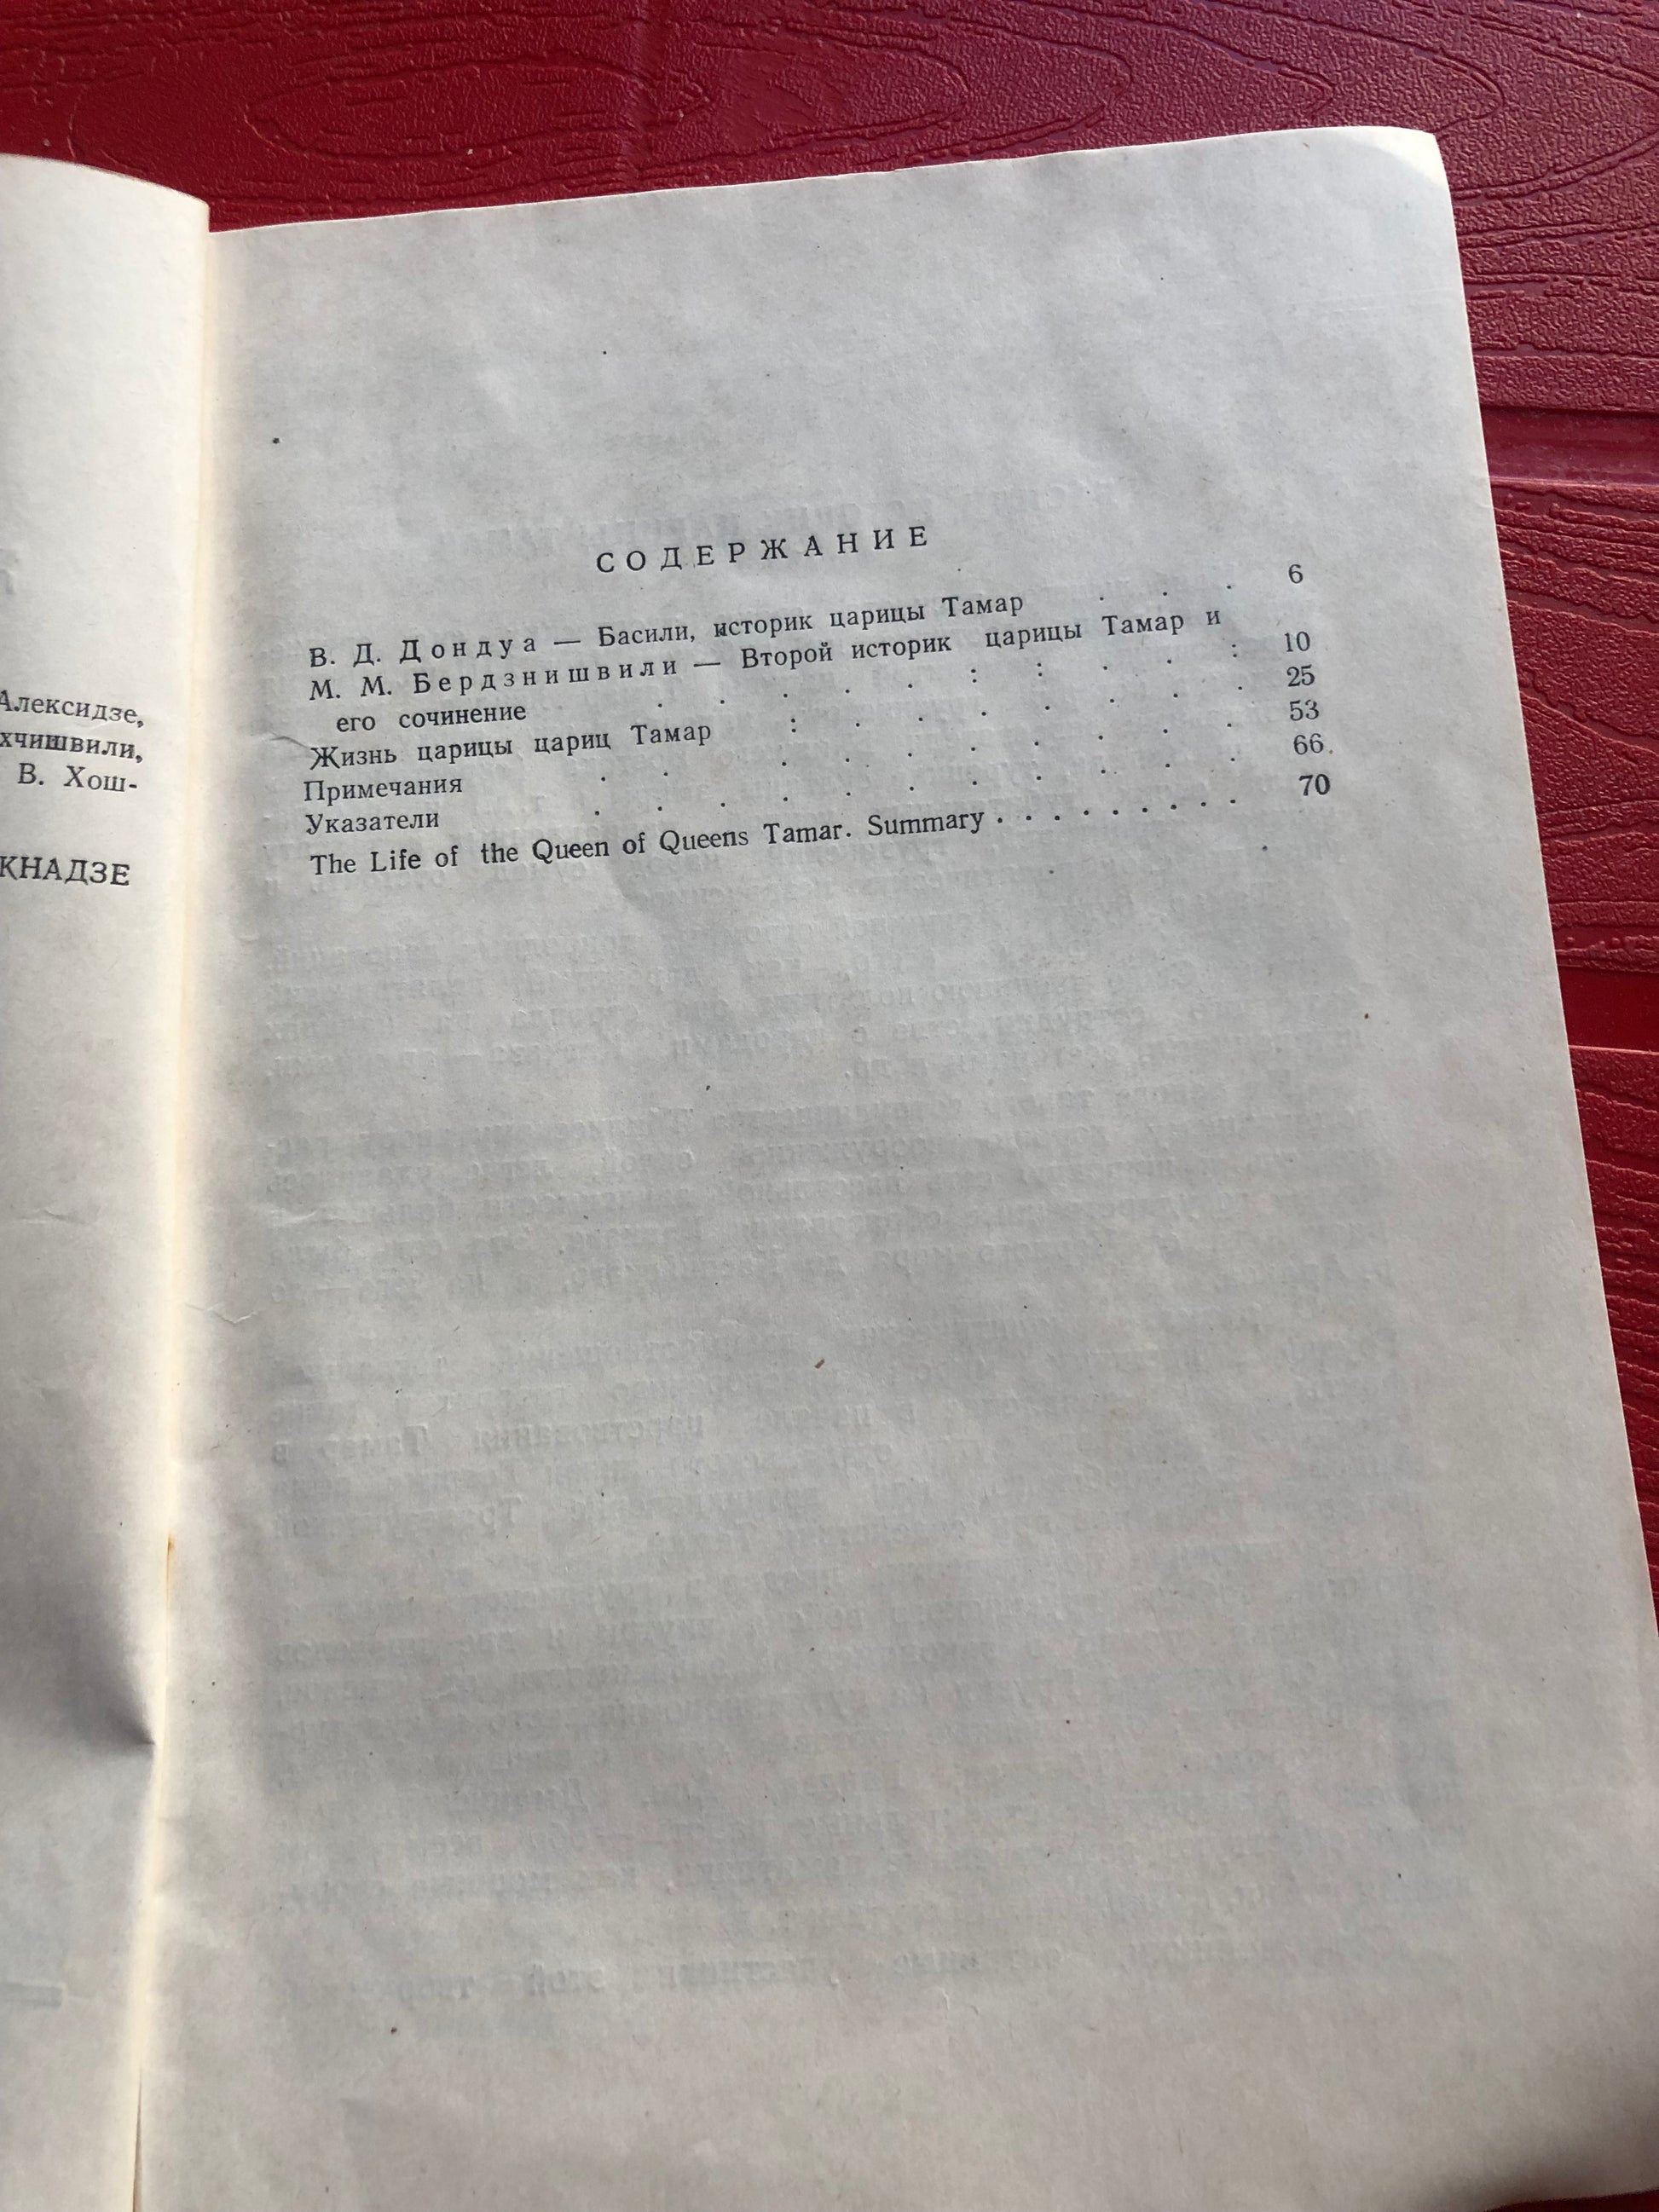 Алексидзе,
хчишвили,
В. Хош-
КНАДЗЕ
СОДЕРЖАНИЕ
В. Д. Дондуа — Басили, историк царицы Тамар . . . 6
М. М. Бердзнишвили — Второй историк царицы Тамар и
его сочинение . . . . . : : . . : 10
Жизнь царицы цариц Тамар : . . . . . . . 25
Примечания . . . . . . . . . . 53
Указатели . . . . . . . . . . . 66.
The Life of the Queen of Queens Tamar. Summary . . . . . . . . . 70